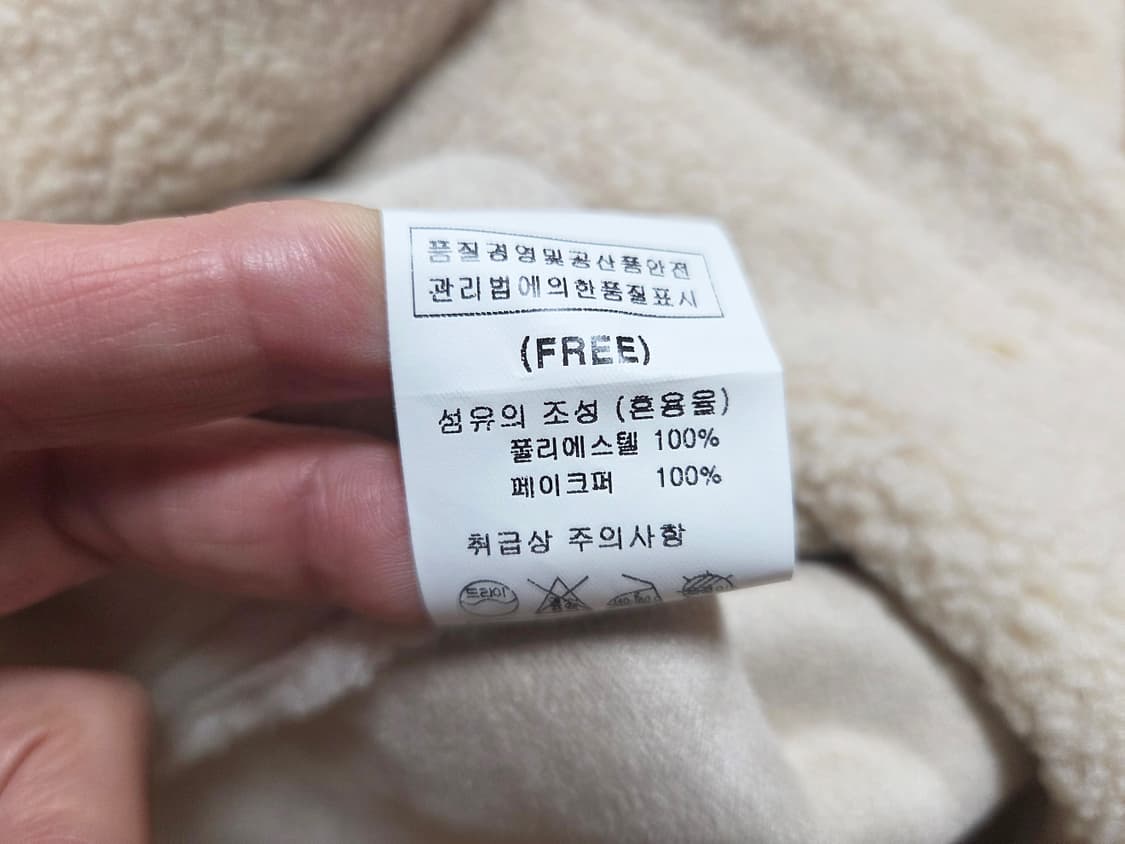 품질경영및공산품안전
관리법에의한품질표시
(FREE)
섬유의 조성 (혼용율)
폴리에스텔 100%
페이크퍼 100%
취급상 주의사항
드라이